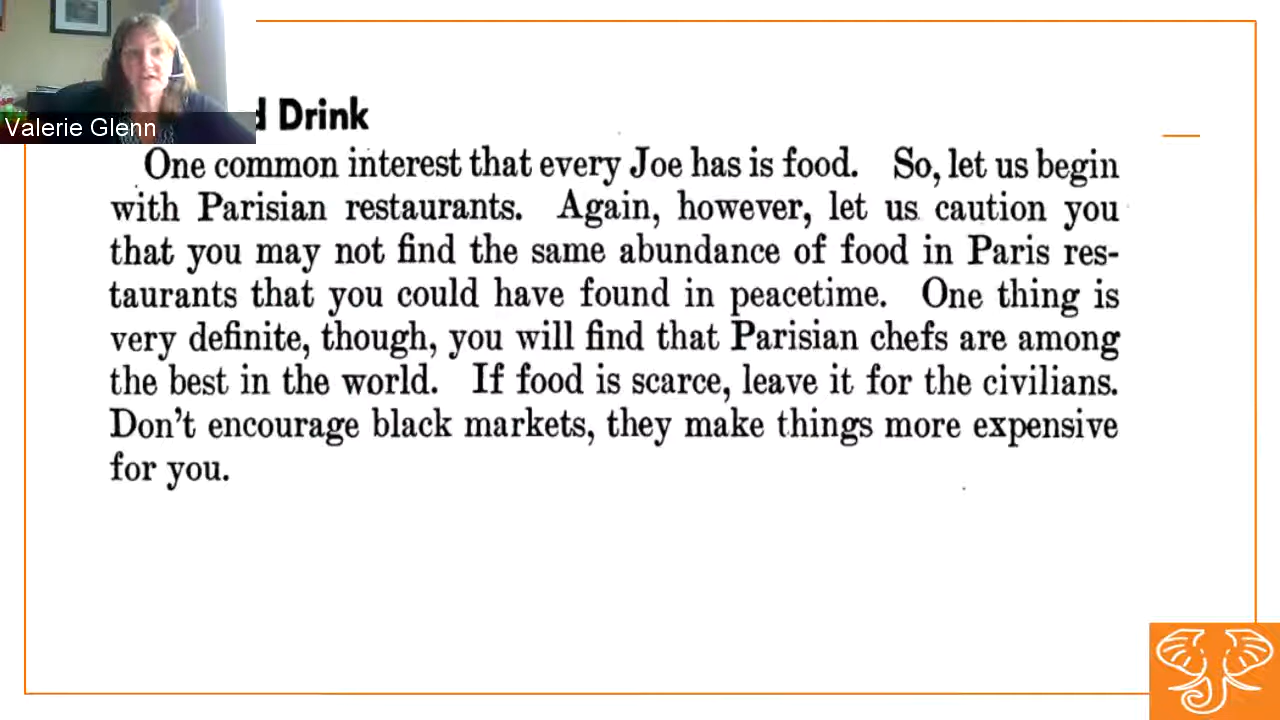 Valerie Glenn
d Drink
One common interest that every Joe has is food. So, let us begin
with Parisian restaurants. Again, however, let us caution you
that you may not find the same abundance of food in Paris res-
taurants that you could have found in peacetime. One thing is
very definite, though, you will find that Parisian chefs are among
the best in the world. If food is scarce, leave it for the civilians.
Don't encourage black markets, they make things more expensive
for you.